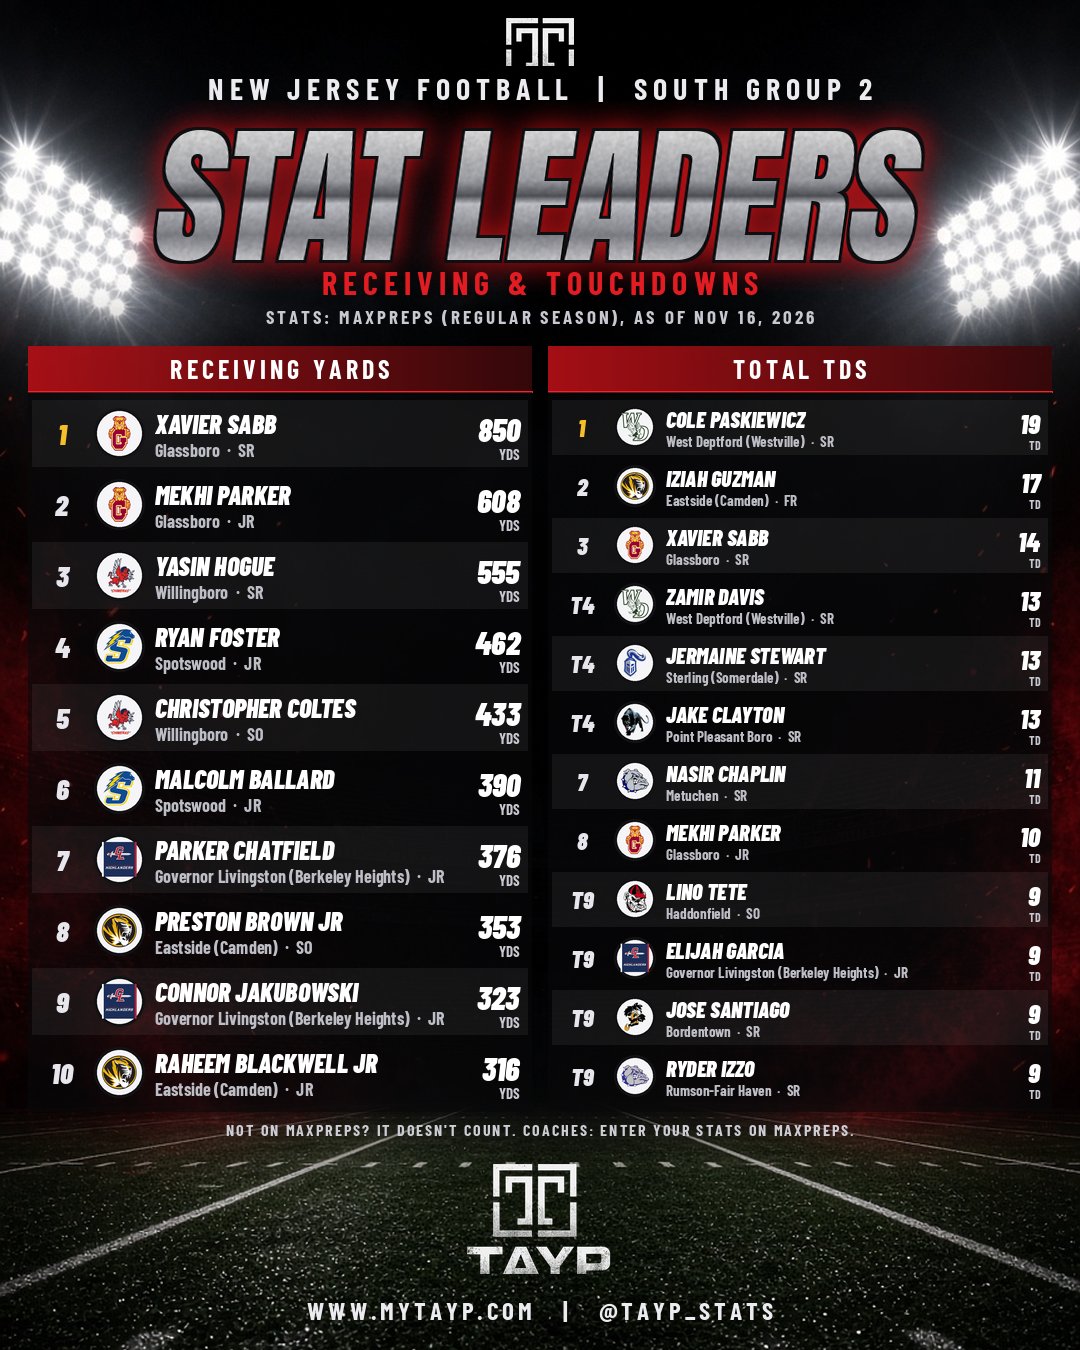 NEW JERSEY FOOTBALL | SOUTH GROUP 2
STAT LEADERS
RECEIVING & TOUCHDOWNS
STATS: MAXPREPS (REGULAR SEASON), AS OF NOV 16, 2026
RECEIVING YARDS
1 XAVIER SABB 850
Glassboro · SR YDS
2 MEKHI PARKER 608
Glassboro · JR YDS
3 YASIN HOGUE 555
Willingboro · SR YDS
4 RYAN FOSTER 462
Spotswood · JR YDS
5 CHRISTOPHER COLTES 433
Willingboro · SO YDS
6 MALCOLM BALLARD 390
Spotswood · JR YDS
7 PARKER CHATFIELD 376
Governor Livingston (Berkeley Heights) · JR YDS
8 PRESTON BROWN JR 353
Eastside (Camden) · SO YDS
9 CONNOR JAKUBOWSKI 323
Governor Livingston (Berkeley Heights) · JR YDS
10 RAHEEM BLACKWELL JR 316
Eastside (Camden) · JR YDS
TOTAL TDS
1 COLE PASKIEWICZ 19
West Deptford (Westville) · SR TD
2 IZIAH GUZMAN 17
Eastside (Camden) · FR TD
3 XAVIER SABB 14
Glassboro · SR TD
T4 ZAMIR DAVIS 13
West Deptford (Westville) · SR TD
T4 JERMAINE STEWART 13
Sterling (Somerdale) · SR TD
T4 JAKE CLAYTON 13
Point Pleasant Boro · SR TD
7 NASIR CHAPLIN 11
Metuchen · SR TD
8 MEKHI PARKER 10
Glassboro · JR TD
T9 LINO TETE 9
Haddonfield · SO TD
T9 ELIJAH GARCIA 9
Governor Livingston (Berkeley Heights) · JR TD
T9 JOSE SANTIAGO 9
Bordentown · SR TD
T9 RYDER IZZO 9
Rumson-Fair Haven · SR TD
NOT ON MAXPREPS? IT DOESN'T COUNT. COACHES: ENTER YOUR STATS ON MAXPREPS.
TAYP
WWW.MYTAYP.COM | @TAYP_STATS